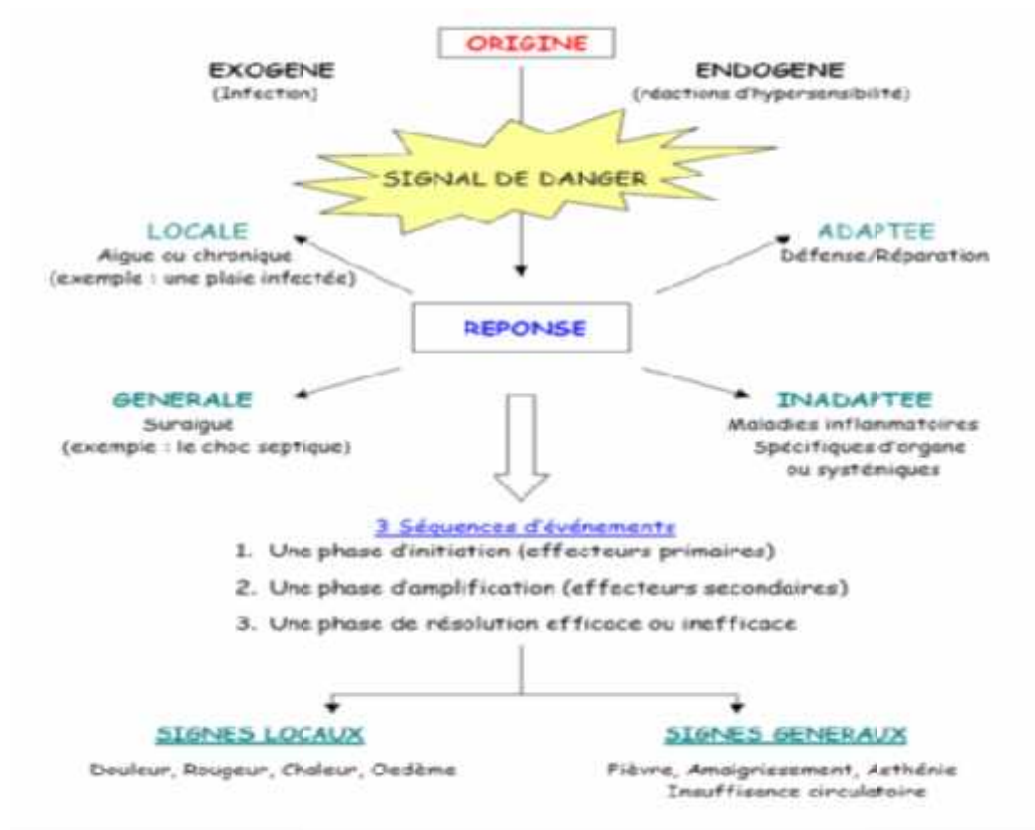 ORIGINE
EXOGENE
(Infection)
ENDOGENE
(réactions d'hypersensibilité)
SIGNAL DE DANGER
LOCALE
Aigue ou chronique
(exemple : une plaie infectée)
ADAPTEE
Défense/Réparation
REPONSE
GENERALE
Suraigue
(exemple : le choc septique)
INADAPTEE
Maladies inflammatoires
Spécifiques d'organe
ou systémiques
3 Séquences d'événements
1. Une phase d'initiation (effecteurs primaires)
2. Une phase d'amplification (effecteurs secondaires)
3. Une phase de résolution efficace ou inefficace
SIGNES LOCAUX
Douleur, Rougeur, Chaleur, Oedème
SIGNES GENERAUX
Fièvre, Amaigrissement, Asthénie
Insuffisance circulatoire